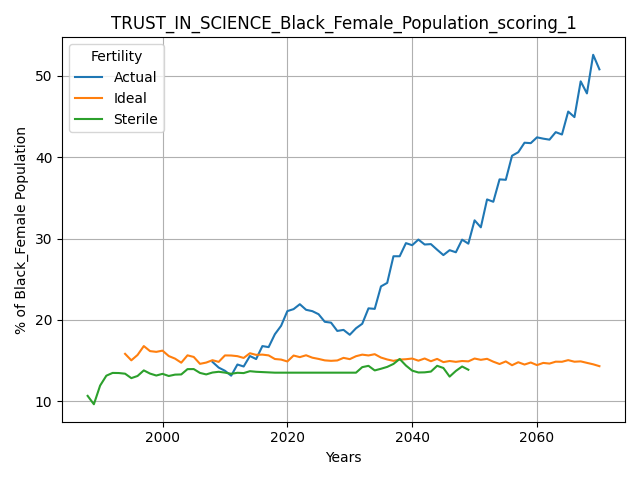 TRUST_IN_SCIENCE_Black_Female_Population_scoring_1
Fertility
Actual
Ideal
Sterile
% of Black_Female Population
50
40
30
20
10
2000
2020
2040
2060
Years